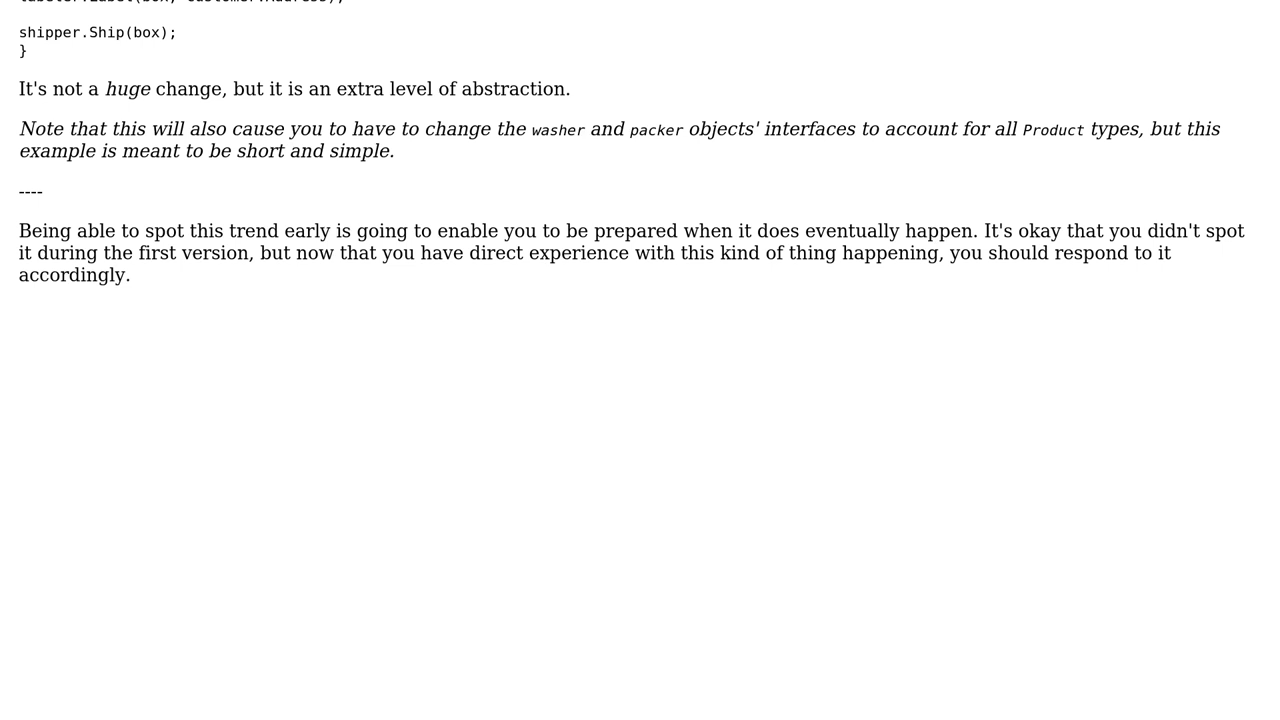 shipper.Ship(box);
}
It's not a huge change, but it is an extra level of abstraction.
Note that this will also cause you to have to change the washer and packer objects' interfaces to account for all Product types, but this
example is meant to be short and simple.
----
Being able to spot this trend early is going to enable you to be prepared when it does eventually happen. It's okay that you didn't spot
it during the first version, but now that you have direct experience with this kind of thing happening, you should respond to it
accordingly.